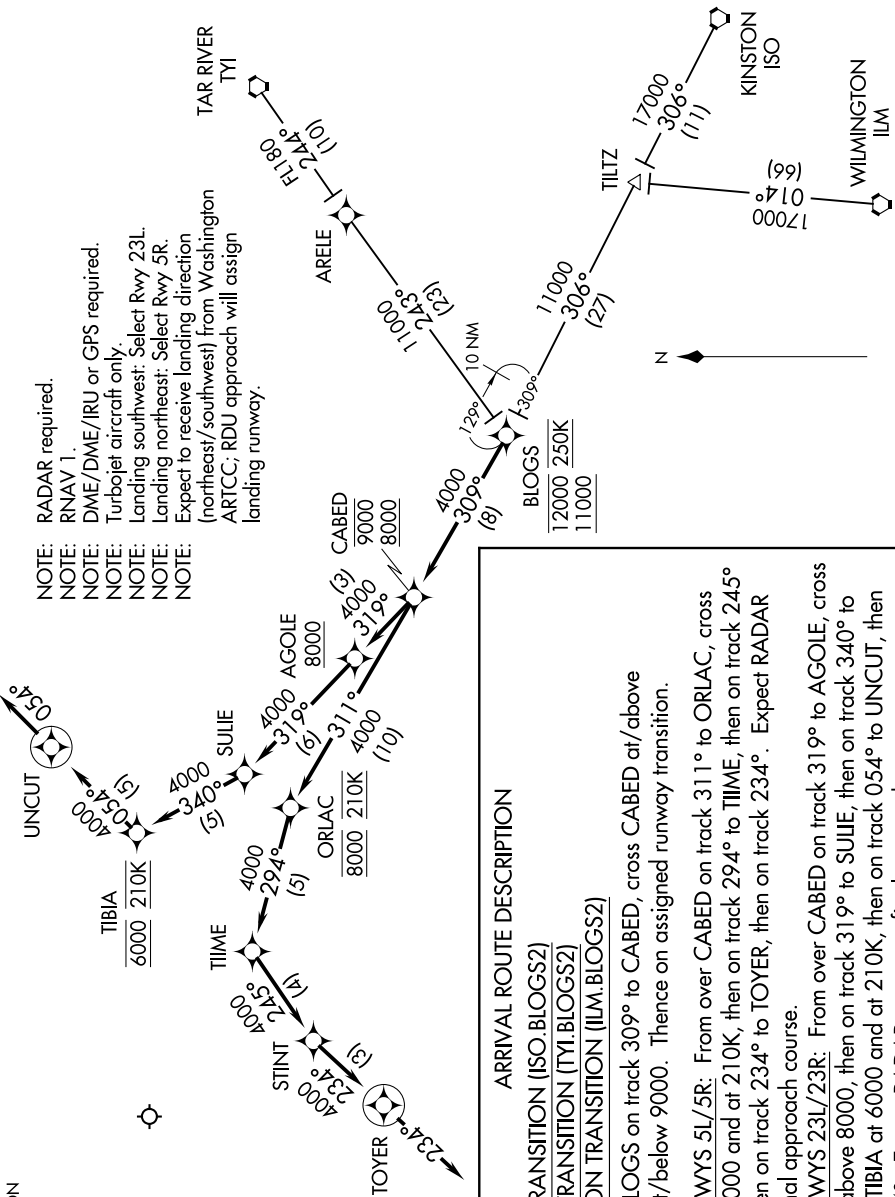 NOTE: RADAR required.
NOTE: RNAV 1.
NOTE: DME/DME/IRU or GPS required.
NOTE: Turbojet aircraft only.
NOTE: Landing southwest: Select Rwy 23L.
NOTE: Landing northeast: Select Rwy 5R.
NOTE: Expect to receive landing direction
(northeast/southwest) from Washington
ARTCC; RDU approach will assign
landing runway.
TAR RIVER
TYI
FL180
244°
(10)
ARELE
11000
243°
(23)
KINSTON
ISO
17000
306°
(11)
TILTZ
WILMINGTON
ILM
17000
014°
(66)
11000
306°
(27)
10 NM
129°
309°
N
BLOGS
12000 250K
11000
4000
309°
(8)
CABED
9000
8000
(3)
4000
319°
AGOLE
8000
4000
319°
(6)
SULIE
4000
340°
(5)
TIBIA
6000 210K
4000
054°
(5)
UNCUT
054°
311°
4000
(10)
ORLAC
8000 210K
4000
294°
(5)
TIIME
4000
245°
(4)
STINT
4000
234°
(3)
TOYER
234°
ON
ARRIVAL ROUTE DESCRIPTION
RANSITION (ISO.BLOGS2)
RANSITION (TYI.BLOGS2)
ON TRANSITION (ILM.BLOGS2)
LOGS on track 309° to CABED, cross CABED at/above
t/below 9000. Thence on assigned runway transition.
WYS 5L/5R: From over CABED on track 311° to ORLAC, cross
000 and at 210K, then on track 294° to TIIME, then on track 245°
en on track 234° to TOYER, then on track 234°. Expect RADAR
al approach course.
WYS 23L/23R: From over CABED on track 319° to AGOLE, cross
bove 8000, then on track 319° to SULIE, then on track 340° to
TIBIA at 6000 and at 210K, then on track 054° to UNCUT, then